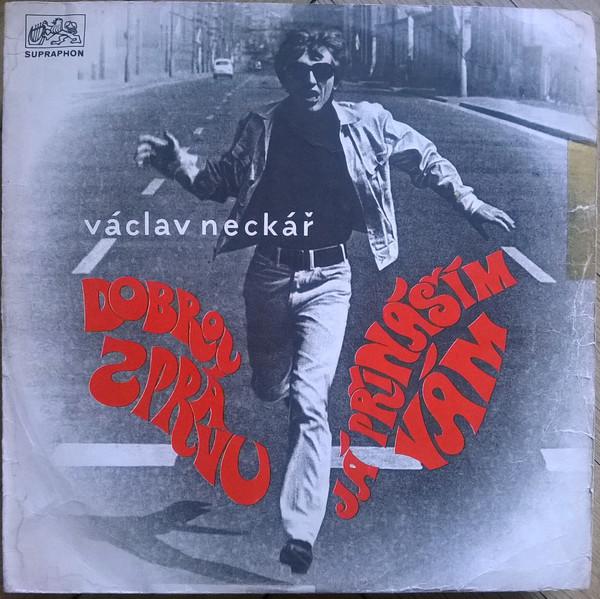 SUPRAPHON
václav neckář
DOBROU
ZPRÁVU
JÁ PŘINÁŠÍM
VÁM